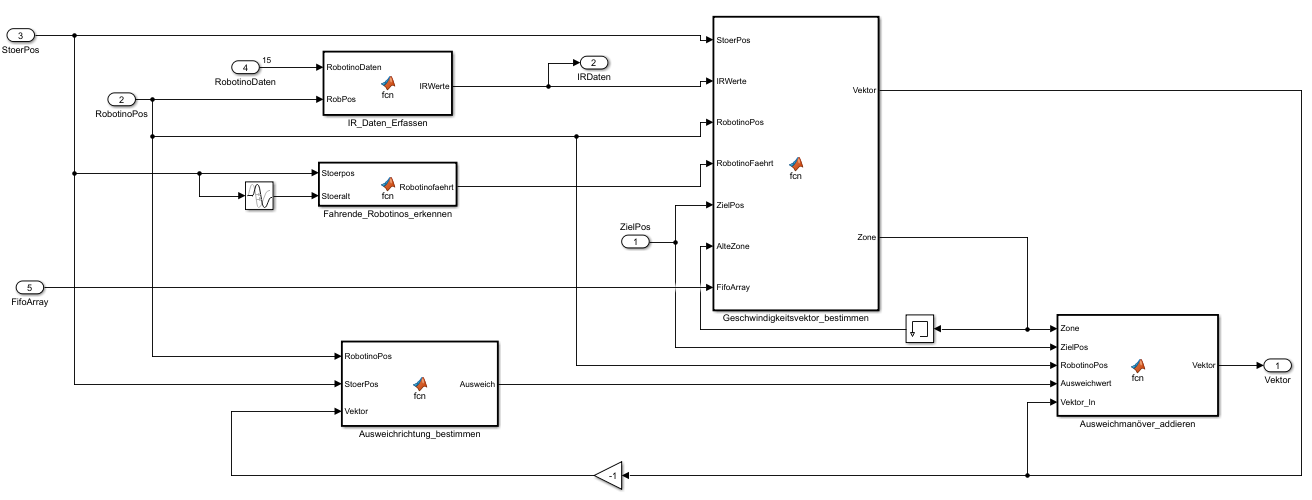 3
StoerPos
4
RobotinoDaten
15
2
RobotinoPos
RobotinoDaten
RobPos
fcn
IRWerte
IR_Daten_Erfassen
2
IRDaten
Stoerpos
Stoeralt
fcn
Robotinofaehrt
Fahrende_Robotinos_erkennen
ZielPos
1
5
FifoArray
StoerPos
IRWerte
RobotinoPos
RobotinoFaehrt
ZielPos
AlteZone
FifoArray
fcn
Vektor
Zone
Geschwindigkeitsvektor_bestimmen
RobotinoPos
StoerPos
Vektor
fcn
Ausweich
Ausweichrichtung_bestimmen
Zone
ZielPos
RobotinoPos
Ausweichwert
Vektor_In
fcn
Vektor
Ausweichmanöver_addieren
1
Vektor
-1